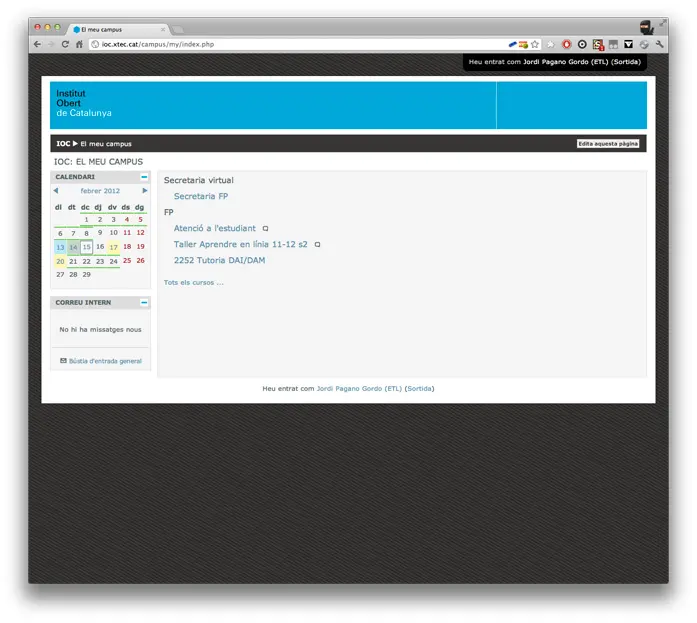 El meu campus
ioc.xtec.cat/campus/my/index.php
Heu entrat com Jordi Pagano Gordo (ETL) (Sortida)
Institut
Obert
de Catalunya
IOC ► El meu campus
Edita aquesta pàgina
IOC: EL MEU CAMPUS
CALENDARI
◄ febrer 2012 ►
dl dt dc dj dv ds dg
1 2 3 4 5
6 7 8 9 10 11 12
13 14 15 16 17 18 19
20 21 22 23 24 25 26
27 28 29
CORREU INTERN
No hi ha missatges nous
Bústia d'entrada general
Secretaria virtual
Secretaria FP
FP
Atenció a l'estudiant
Taller Aprendre en línia 11-12 s2
22S2 Tutoria DAI/DAM
Tots els cursos ...
Heu entrat com Jordi Pagano Gordo (ETL) (Sortida)